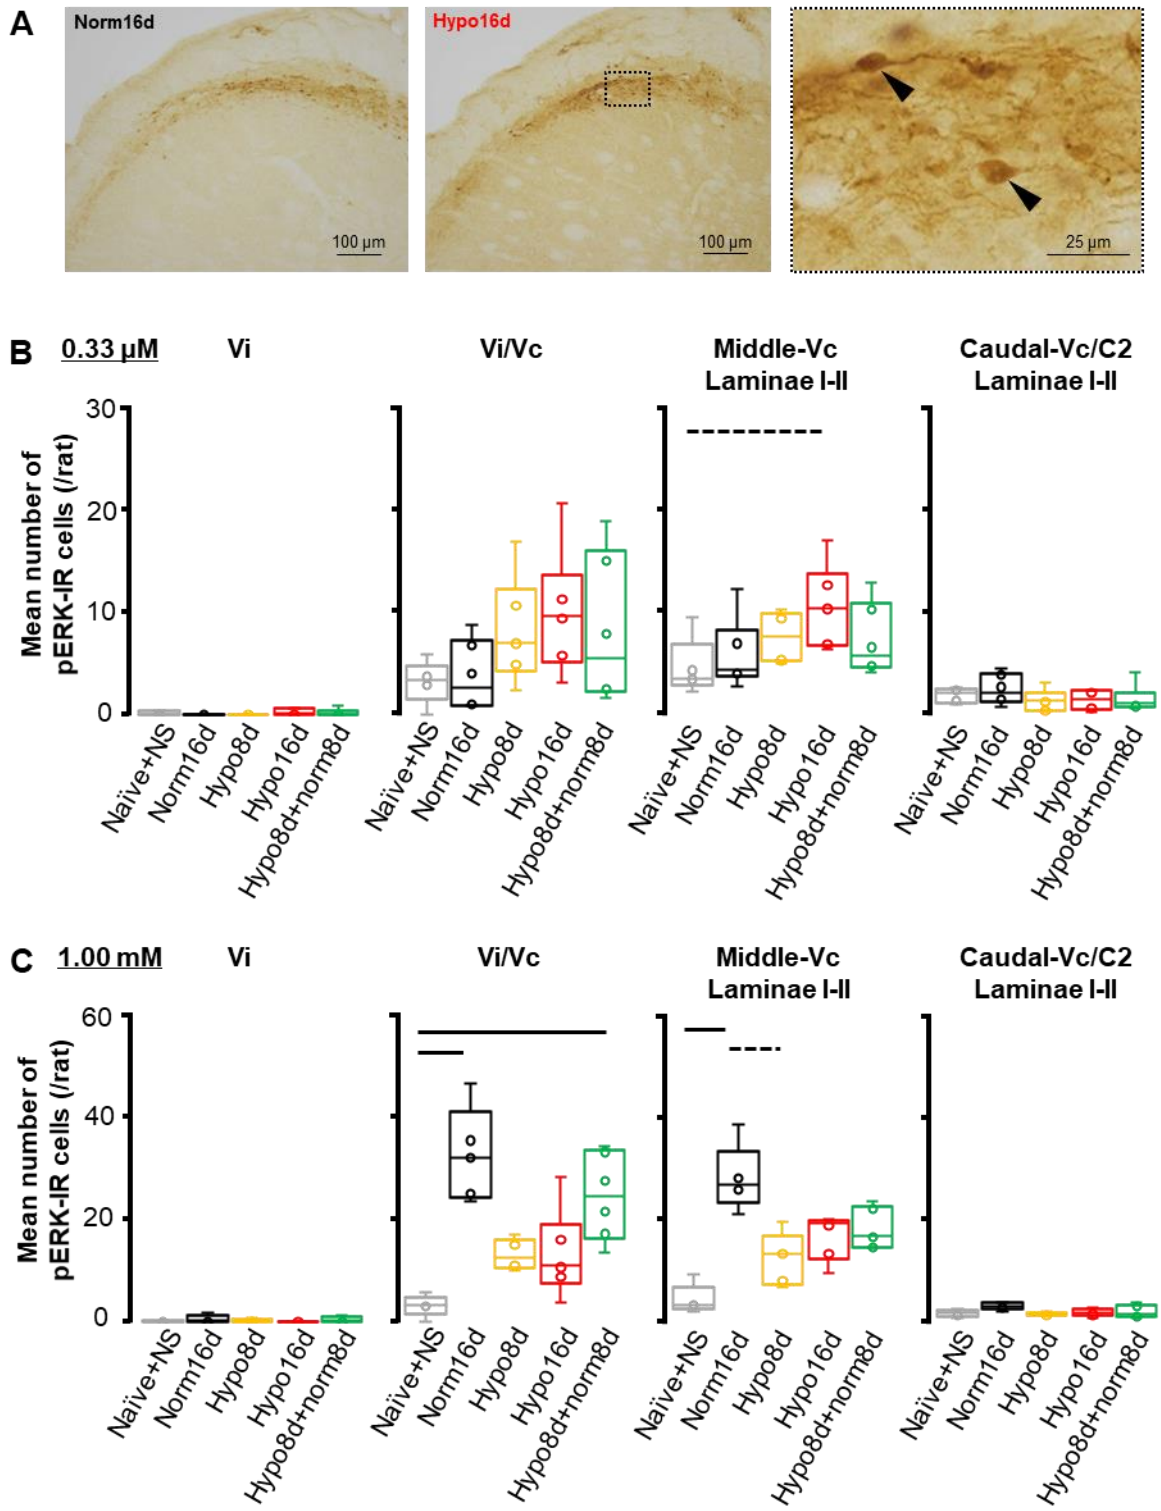 A
Norm16d
Hypo16d
100 µm
100 µm
25 µm
B
0.33 µM
Vi
Vi/Vc
Middle-Vc
Laminae I-II
Caudal-Vc/C2
Laminae I-II
Mean number of
pERK-IR cells (/rat)
30
20
10
0
Naïve+NS
Norm16d
Hypo8d
Hypo16d
Hypo8d+norm8d
Naïve+NS
Norm16d
Hypo8d
Hypo16d
Hypo8d+norm8d
Naïve+NS
Norm16d
Hypo8d
Hypo16d
Hypo8d+norm8d
Naïve+NS
Norm16d
Hypo8d
Hypo16d
Hypo8d+norm8d
C
1.00 mM
Vi
Vi/Vc
Middle-Vc
Laminae I-II
Caudal-Vc/C2
Laminae I-II
Mean number of
pERK-IR cells (/rat)
60
40
20
0
Naïve+NS
Norm16d
Hypo8d
Hypo16d
Hypo8d+norm8d
Naïve+NS
Norm16d
Hypo8d
Hypo16d
Hypo8d+norm8d
Naïve+NS
Norm16d
Hypo8d
Hypo16d
Hypo8d+norm8d
Naïve+NS
Norm16d
Hypo8d
Hypo16d
Hypo8d+norm8d